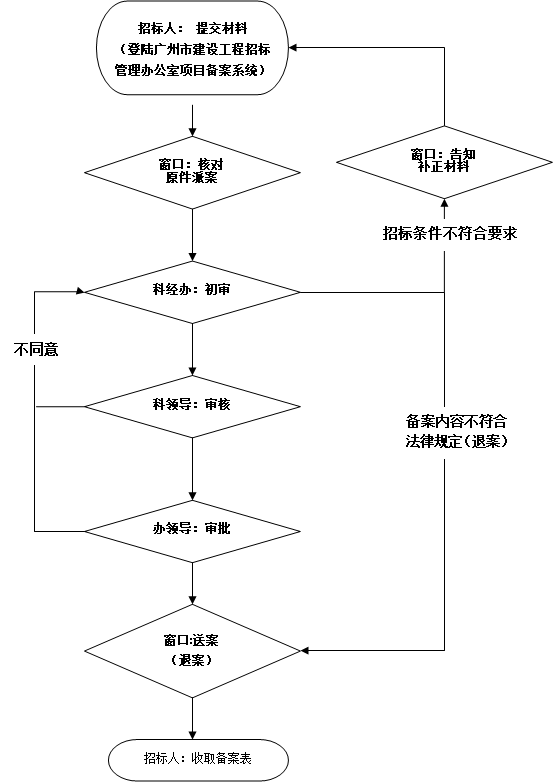 招标人： 提交材料
（登陆广州市建设工程招标
管理办公室项目备案系统）
窗口：核对
原件派案
窗口：告知
补正材料
招标条件不符合要求
科经办：初审
不同意
科领导：审核
备案内容不符合
法律规定（退案）
办领导：审批
窗口:送案
（退案）
招标人：收取备案表